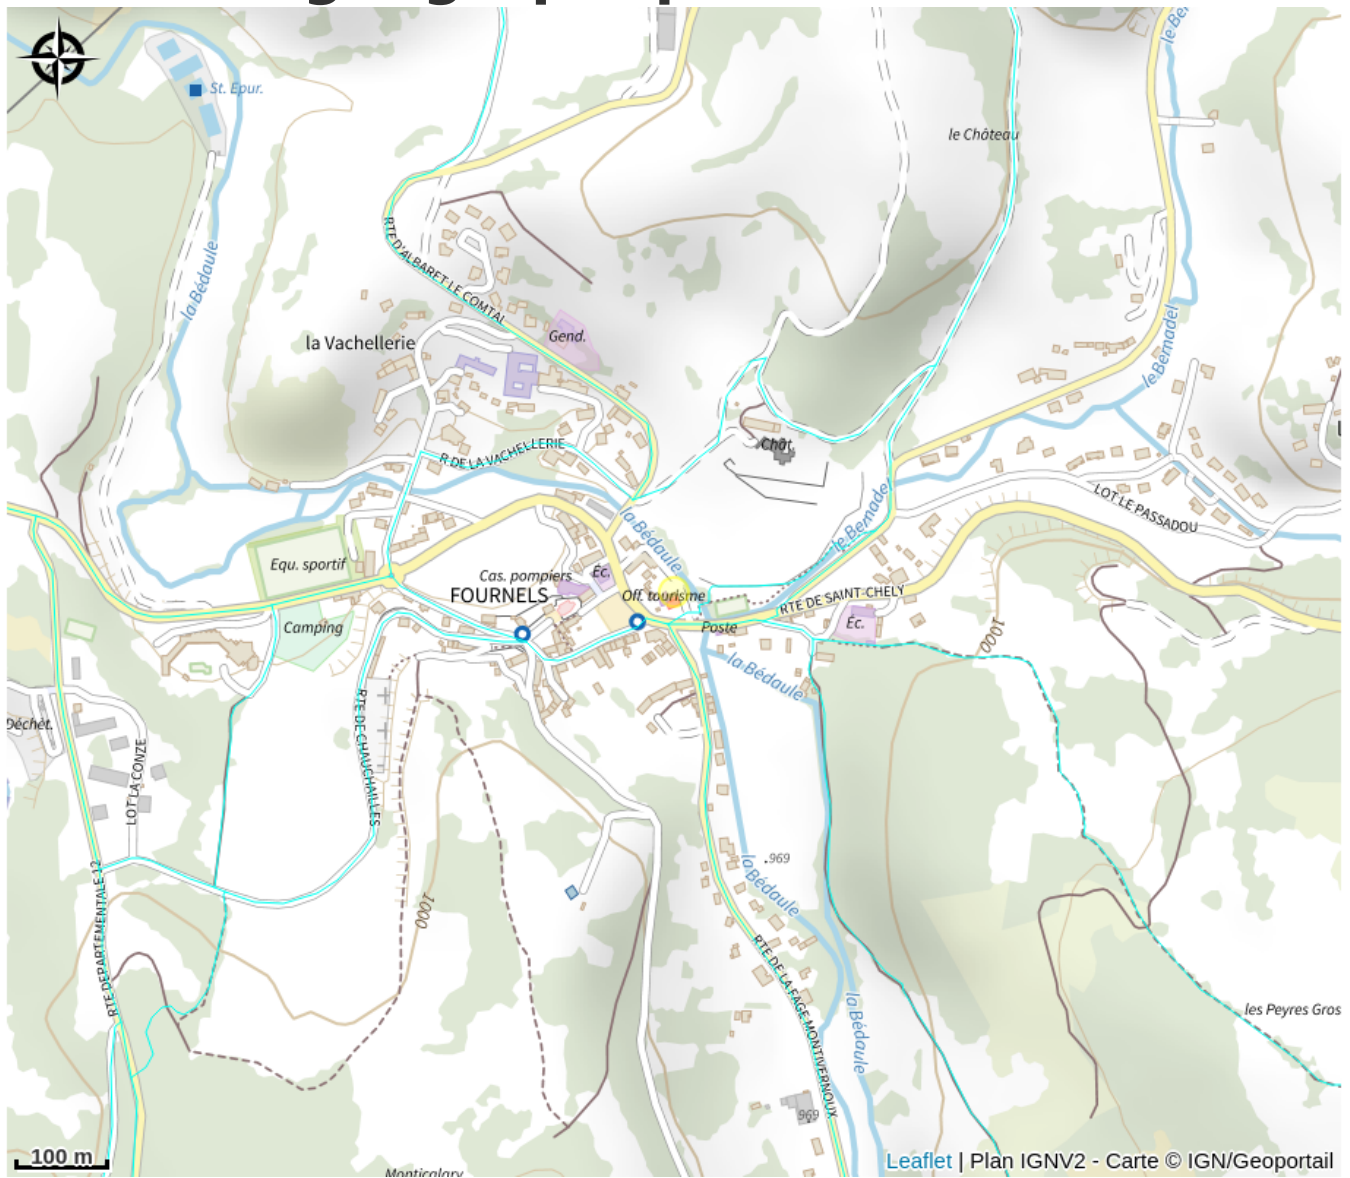 St. Epur.
le Château
la Bédaule
RTE D'ALBARET LE COMTAL
Gend.
la Vachellerie
le Bernadel
Chât.
R DE LA VACHELLERIE
LOT LE PASSADOU
la Bédaule
le Bernadel
Equ. sportif
Cas. pompiers
Éc.
FOURNELS
Off. tourisme
RTE DE SAINT-CHELY
Camping
Poste
Éc.
1000
la Bédaule
Déchèt.
RTE DE CHAUCHAILLES
LOT LA CONZE
.969
la Bédaule
1000
RTE DEPARTEMENTALE 12
RTE DE LA FAGE-MONTIVERNOUX
la Bédaule
les Peyres Gros
969
100 m
Leaflet | Plan IGNV2 - Carte © IGN/Geoportail